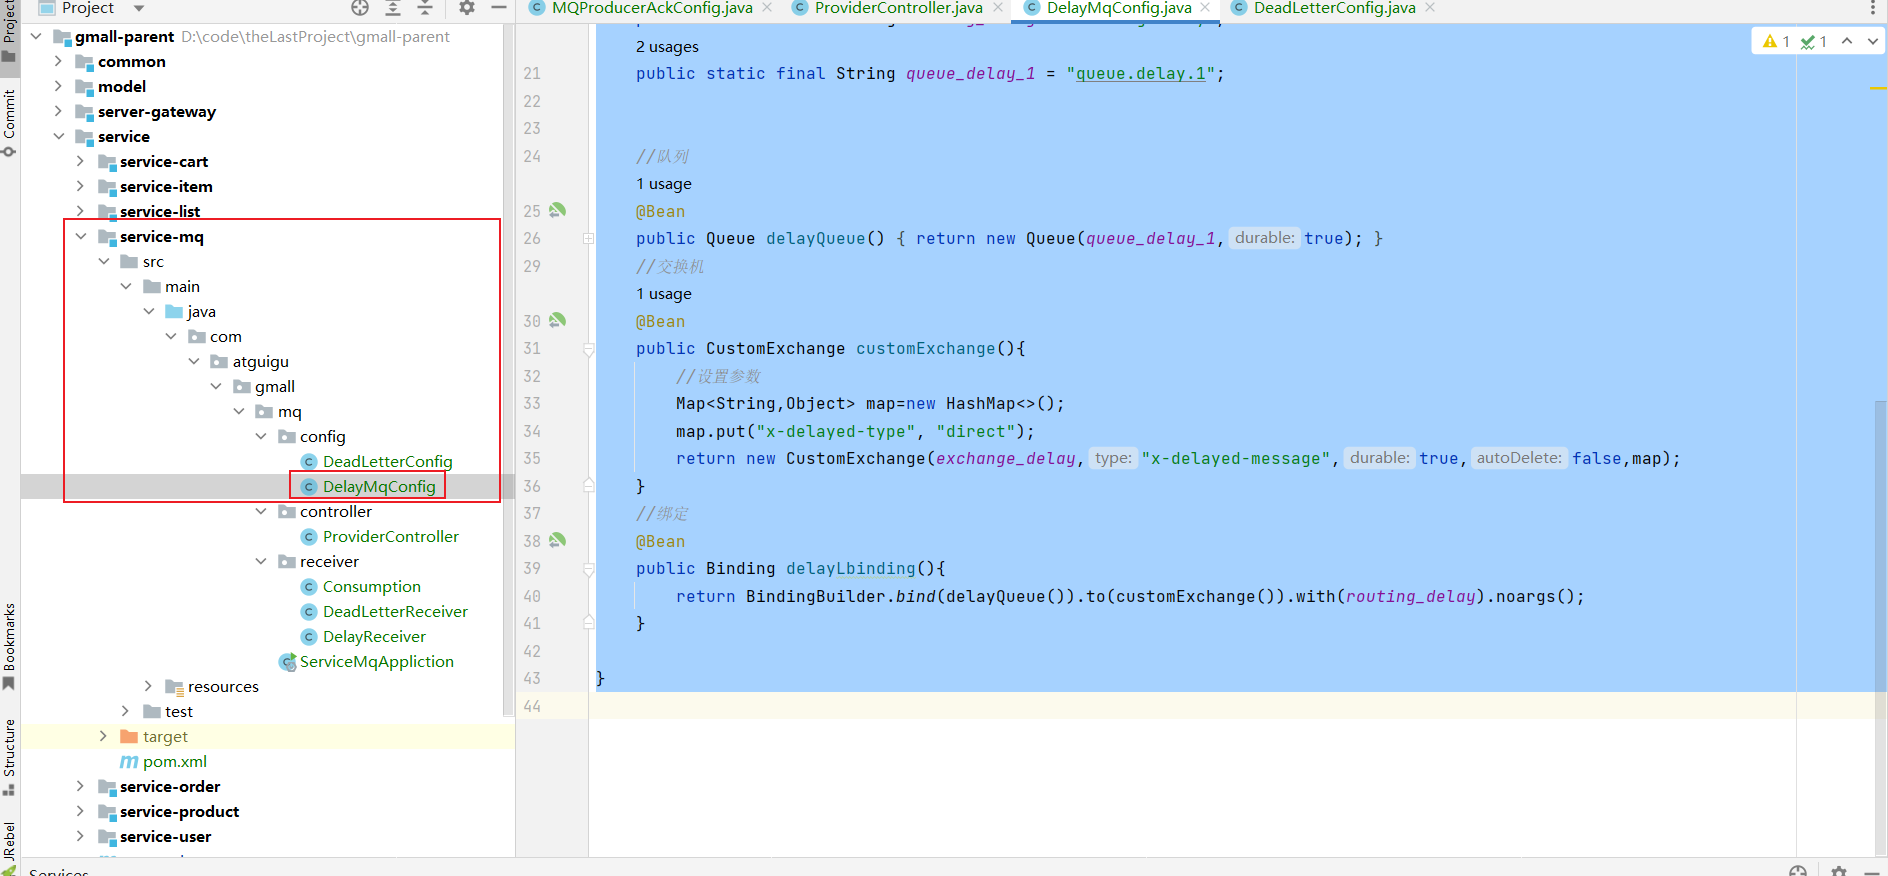 Project
MQProducerAckConfig.java
ProviderController.java
DelayMqConfig.java
DeadLetterConfig.java
Project
Commit
Bookmarks
Structure
JRebel
gmall-parent D:\code\theLastProject\gmall-parent
common
model
server-gateway
service
service-cart
service-item
service-list
service-mq
src
main
java
com
atguigu
gmall
mq
config
DeadLetterConfig
DelayMqConfig
controller
ProviderController
receiver
Consumption
DeadLetterReceiver
DelayReceiver
ServiceMqAppliction
resources
test
target
pom.xml
service-order
service-product
service-user
1 1
2 usages
21 public static final String queue_delay_1 = "queue.delay.1";
22
23
24 //队列
1 usage
25 @Bean
26 public Queue delayQueue() { return new Queue(queue_delay_1, durable: true); }
29 //交换机
1 usage
30 @Bean
31 public CustomExchange customExchange(){
32 //设置参数
33 Map<String,Object> map=new HashMap<>();
34 map.put("x-delayed-type", "direct");
35 return new CustomExchange(exchange_delay, type: "x-delayed-message", durable: true, autoDelete: false,map);
36 }
37 //绑定
38 @Bean
39 public Binding delayLbinding(){
40 return BindingBuilder.bind(delayQueue()).to(customExchange()).with(routing_delay).noargs();
41 }
42
43 }
44
Services